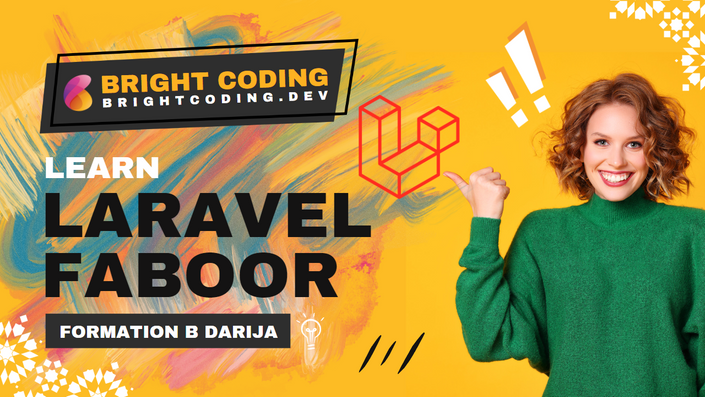 BRIGHT CODING
BRIGHTCODING.DEV
LEARN
LARAVEL
FABOOR
FORMATION B DARIJA